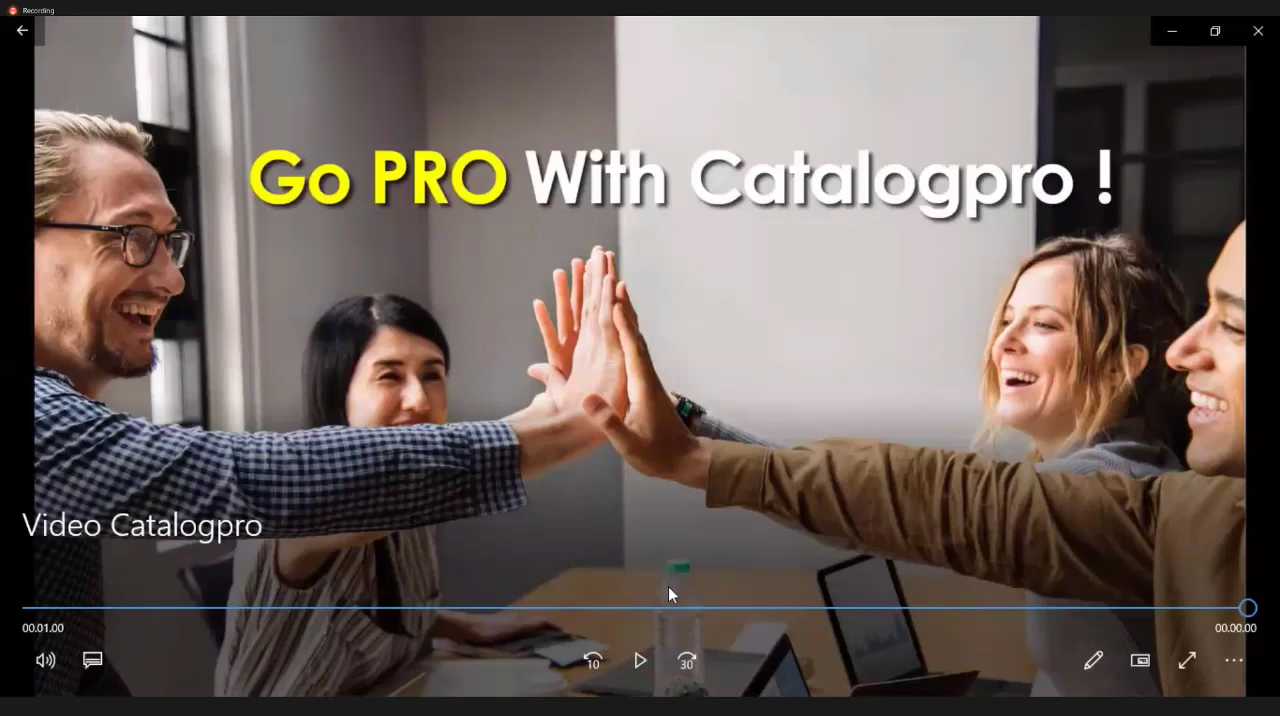 Recording
Go PRO With Catalogpro !
Video Catalogpro
00.01.00
00.00.00
10
30